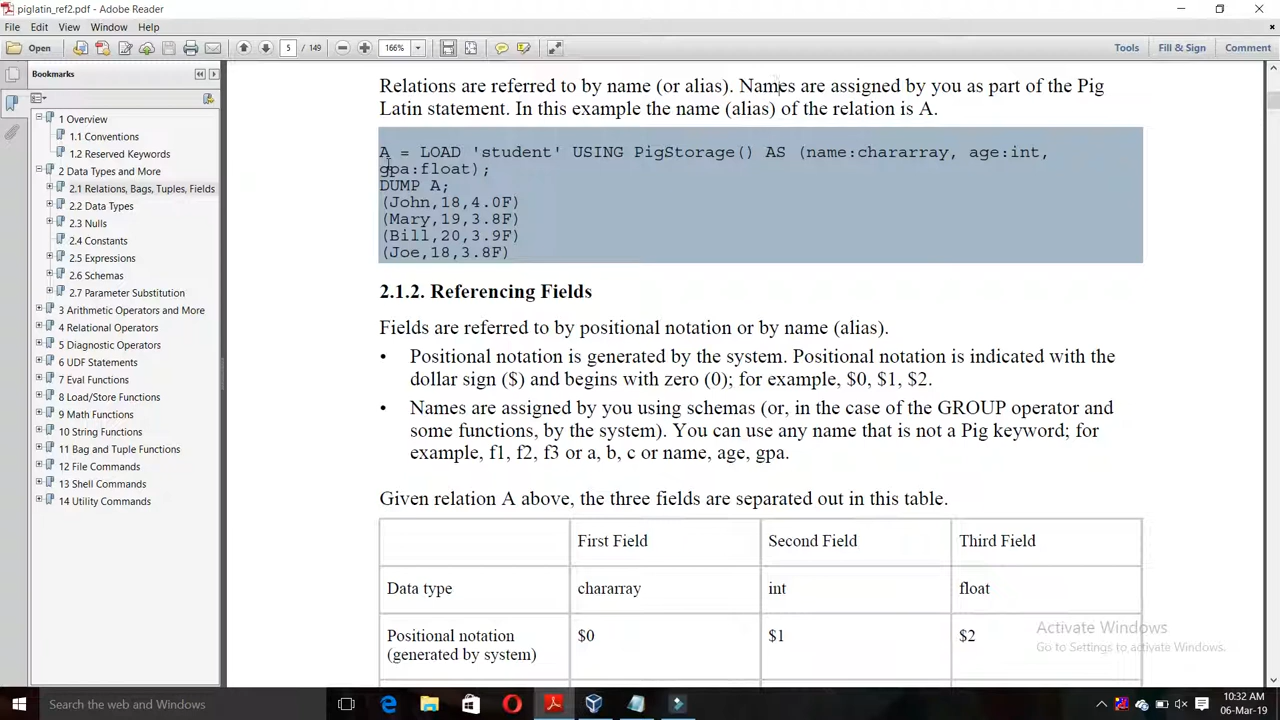 piglatin_ref2.pdf - Adobe Reader
File Edit View Window Help
Open 5 / 149 166% Tools Fill & Sign Comment
Bookmarks
1 Overview
1.1 Conventions
1.2 Reserved Keywords
2 Data Types and More
2.1 Relations, Bags, Tuples, Fields
2.2 Data Types
2.3 Nulls
2.4 Constants
2.5 Expressions
2.6 Schemas
2.7 Parameter Substitution
3 Arithmetic Operators and More
4 Relational Operators
5 Diagnostic Operators
6 UDF Statements
7 Eval Functions
8 Load/Store Functions
9 Math Functions
10 String Functions
11 Bag and Tuple Functions
12 File Commands
13 Shell Commands
14 Utility Commands
Relations are referred to by name (or alias). Names are assigned by you as part of the Pig
Latin statement. In this example the name (alias) of the relation is A.
A = LOAD 'student' USING PigStorage() AS (name:chararray, age:int,
gpa:float);
DUMP A;
(John,18,4.0F)
(Mary,19,3.8F)
(Bill,20,3.9F)
(Joe,18,3.8F)
2.1.2. Referencing Fields
Fields are referred to by positional notation or by name (alias).
• Positional notation is generated by the system. Positional notation is indicated with the
dollar sign ($) and begins with zero (0); for example, $0, $1, $2.
• Names are assigned by you using schemas (or, in the case of the GROUP operator and
some functions, by the system). You can use any name that is not a Pig keyword; for
example, f1, f2, f3 or a, b, c or name, age, gpa.
Given relation A above, the three fields are separated out in this table.
First Field Second Field Third Field
Data type chararray int float
Positional notation $0 $1 $2
(generated by system)
Activate Windows
Go to Settings to activate Windows.
Search the web and Windows
10:32 AM
06-Mar-19